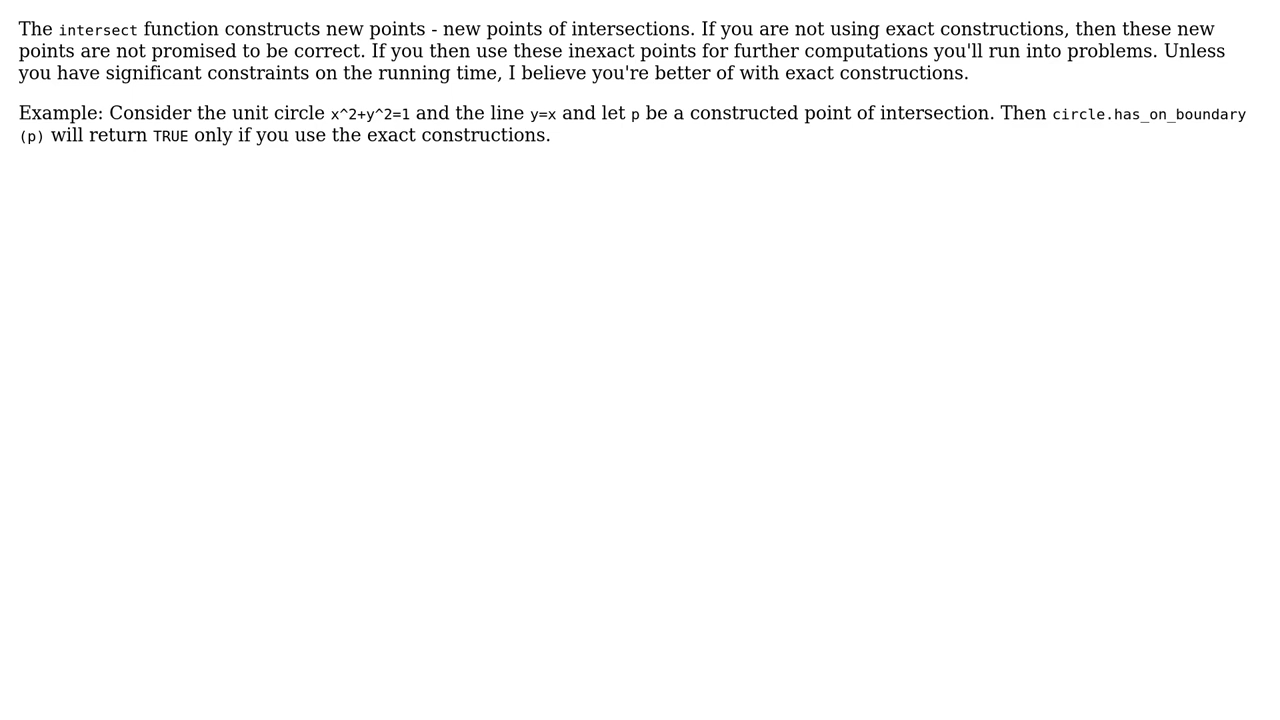 The intersect function constructs new points - new points of intersections. If you are not using exact constructions, then these new
points are not promised to be correct. If you then use these inexact points for further computations you'll run into problems. Unless
you have significant constraints on the running time, I believe you're better of with exact constructions.
Example: Consider the unit circle x^2+y^2=1 and the line y=x and let p be a constructed point of intersection. Then circle.has_on_boundary
(p) will return TRUE only if you use the exact constructions.